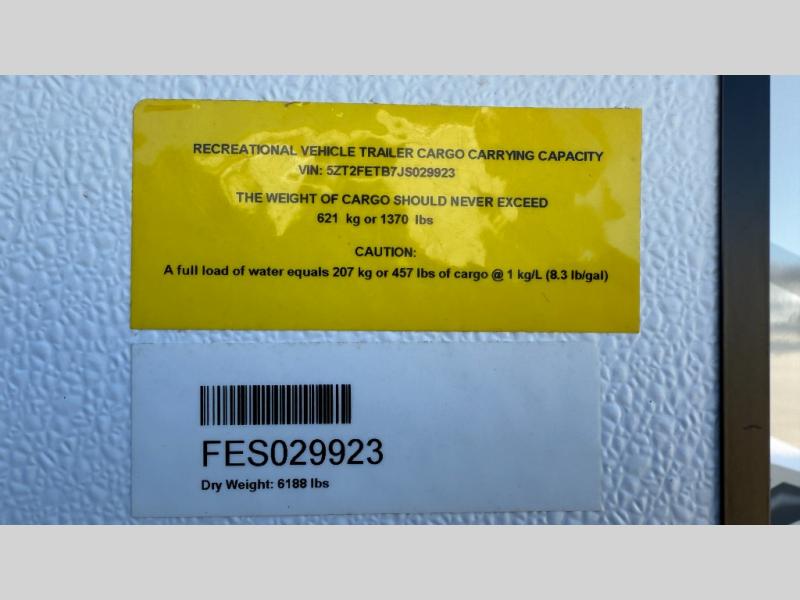 RECREATIONAL VEHICLE TRAILER CARGO CARRYING CAPACITY
VIN: 5ZT2FETB7JS029923
THE WEIGHT OF CARGO SHOULD NEVER EXCEED
621 kg or 1370 lbs
CAUTION:
A full load of water equals 207 kg or 457 lbs of cargo @ 1 kg/L (8.3 lb/gal)
FES029923
Dry Weight: 6188 lbs